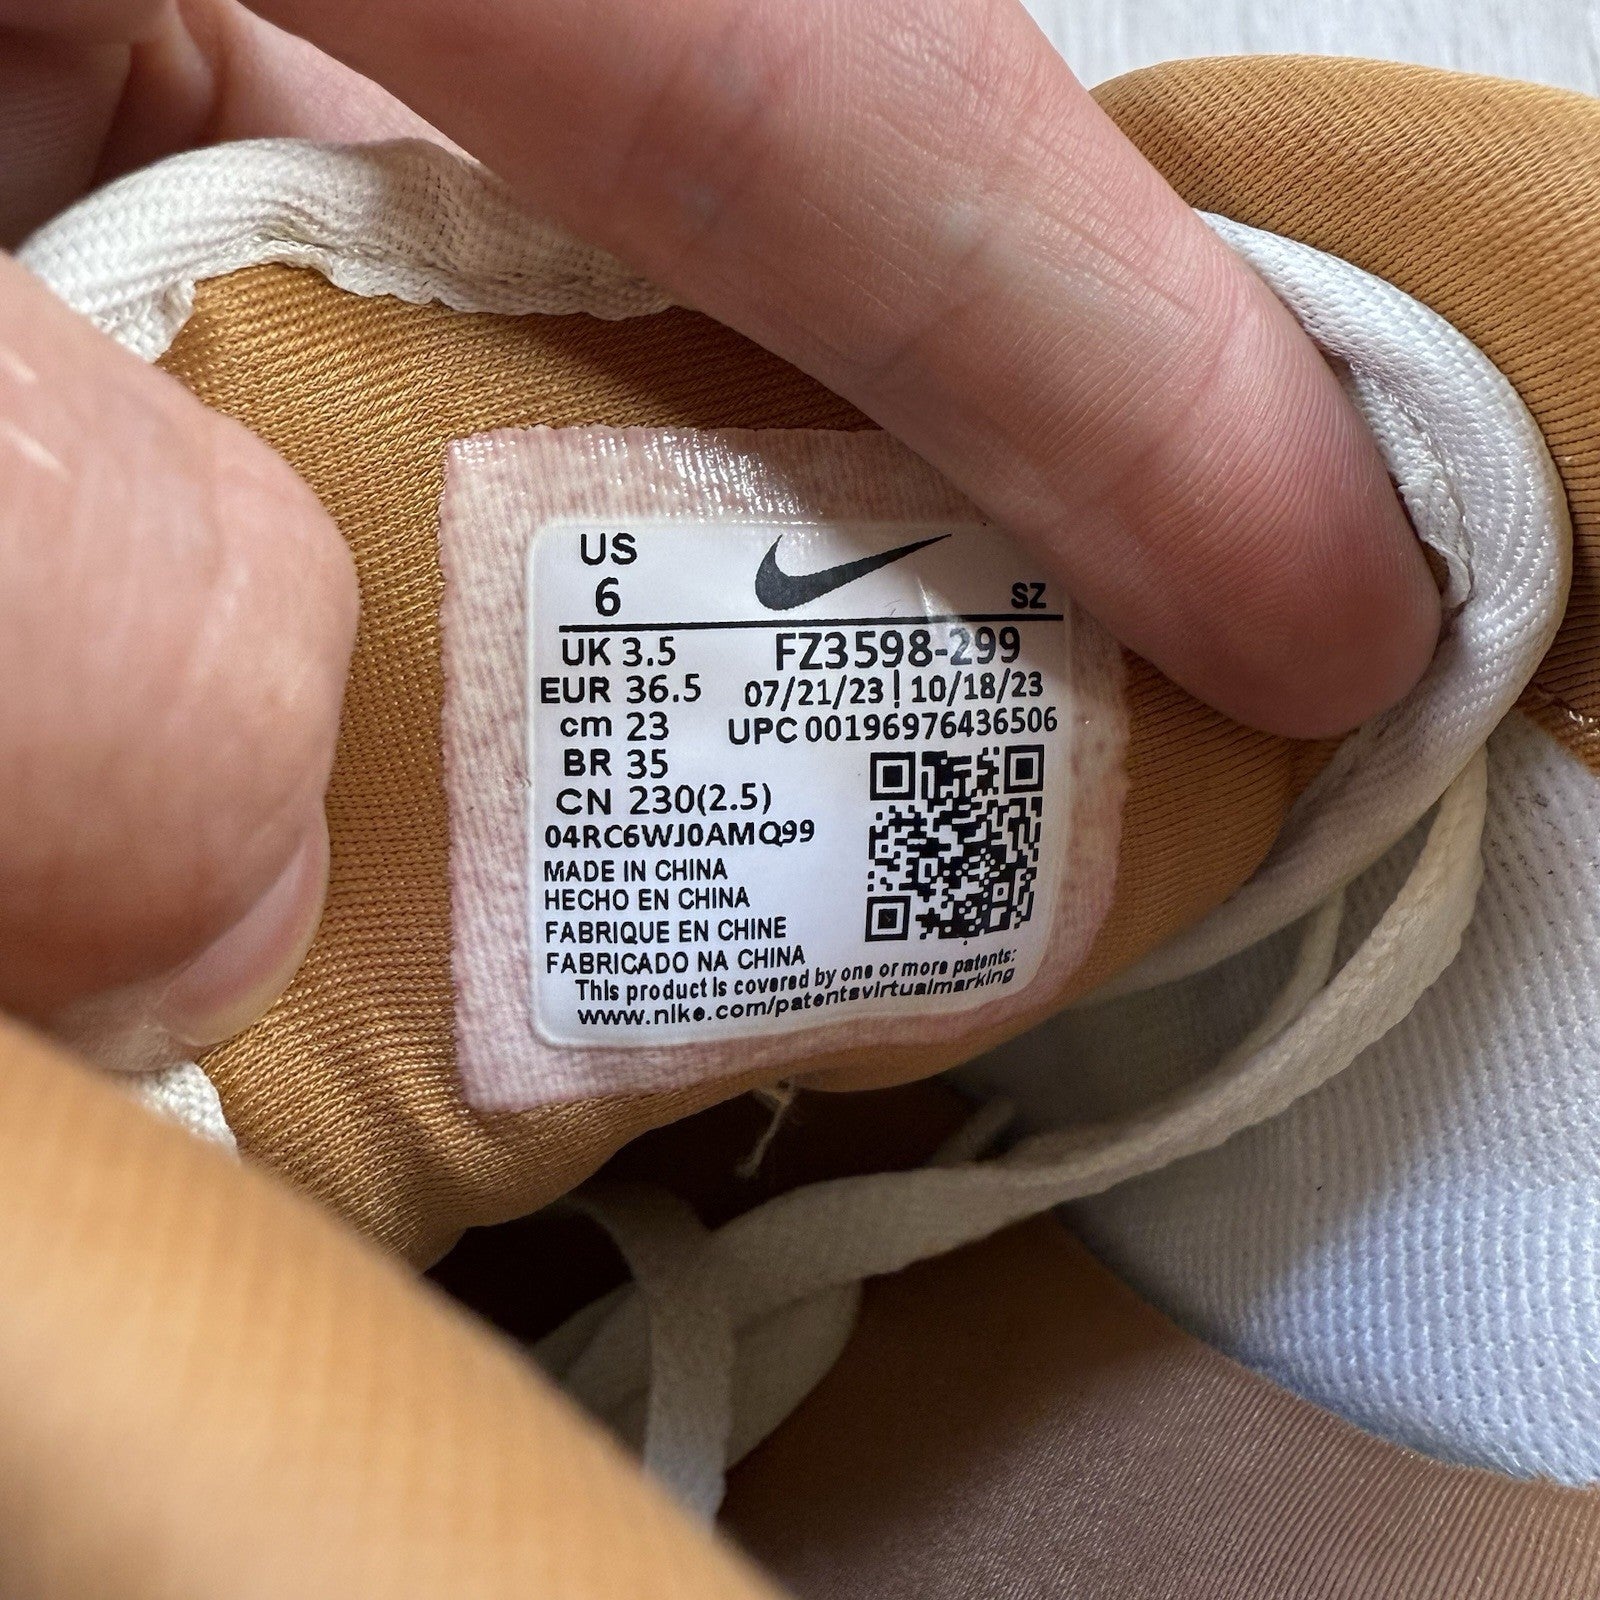 US
6
SZ
UK 3.5
FZ3598-299
EUR 36.5
07/21/23 | 10/18/23
cm 23
UPC 00196976436506
BR 35
CN 230(2.5)
04RC6WJ0AMQ99
MADE IN CHINA
HECHO EN CHINA
FABRIQUE EN CHINE
FABRICADO NA CHINA
This product is covered by one or more patents:
www.nike.com/patentsvirtualmarking